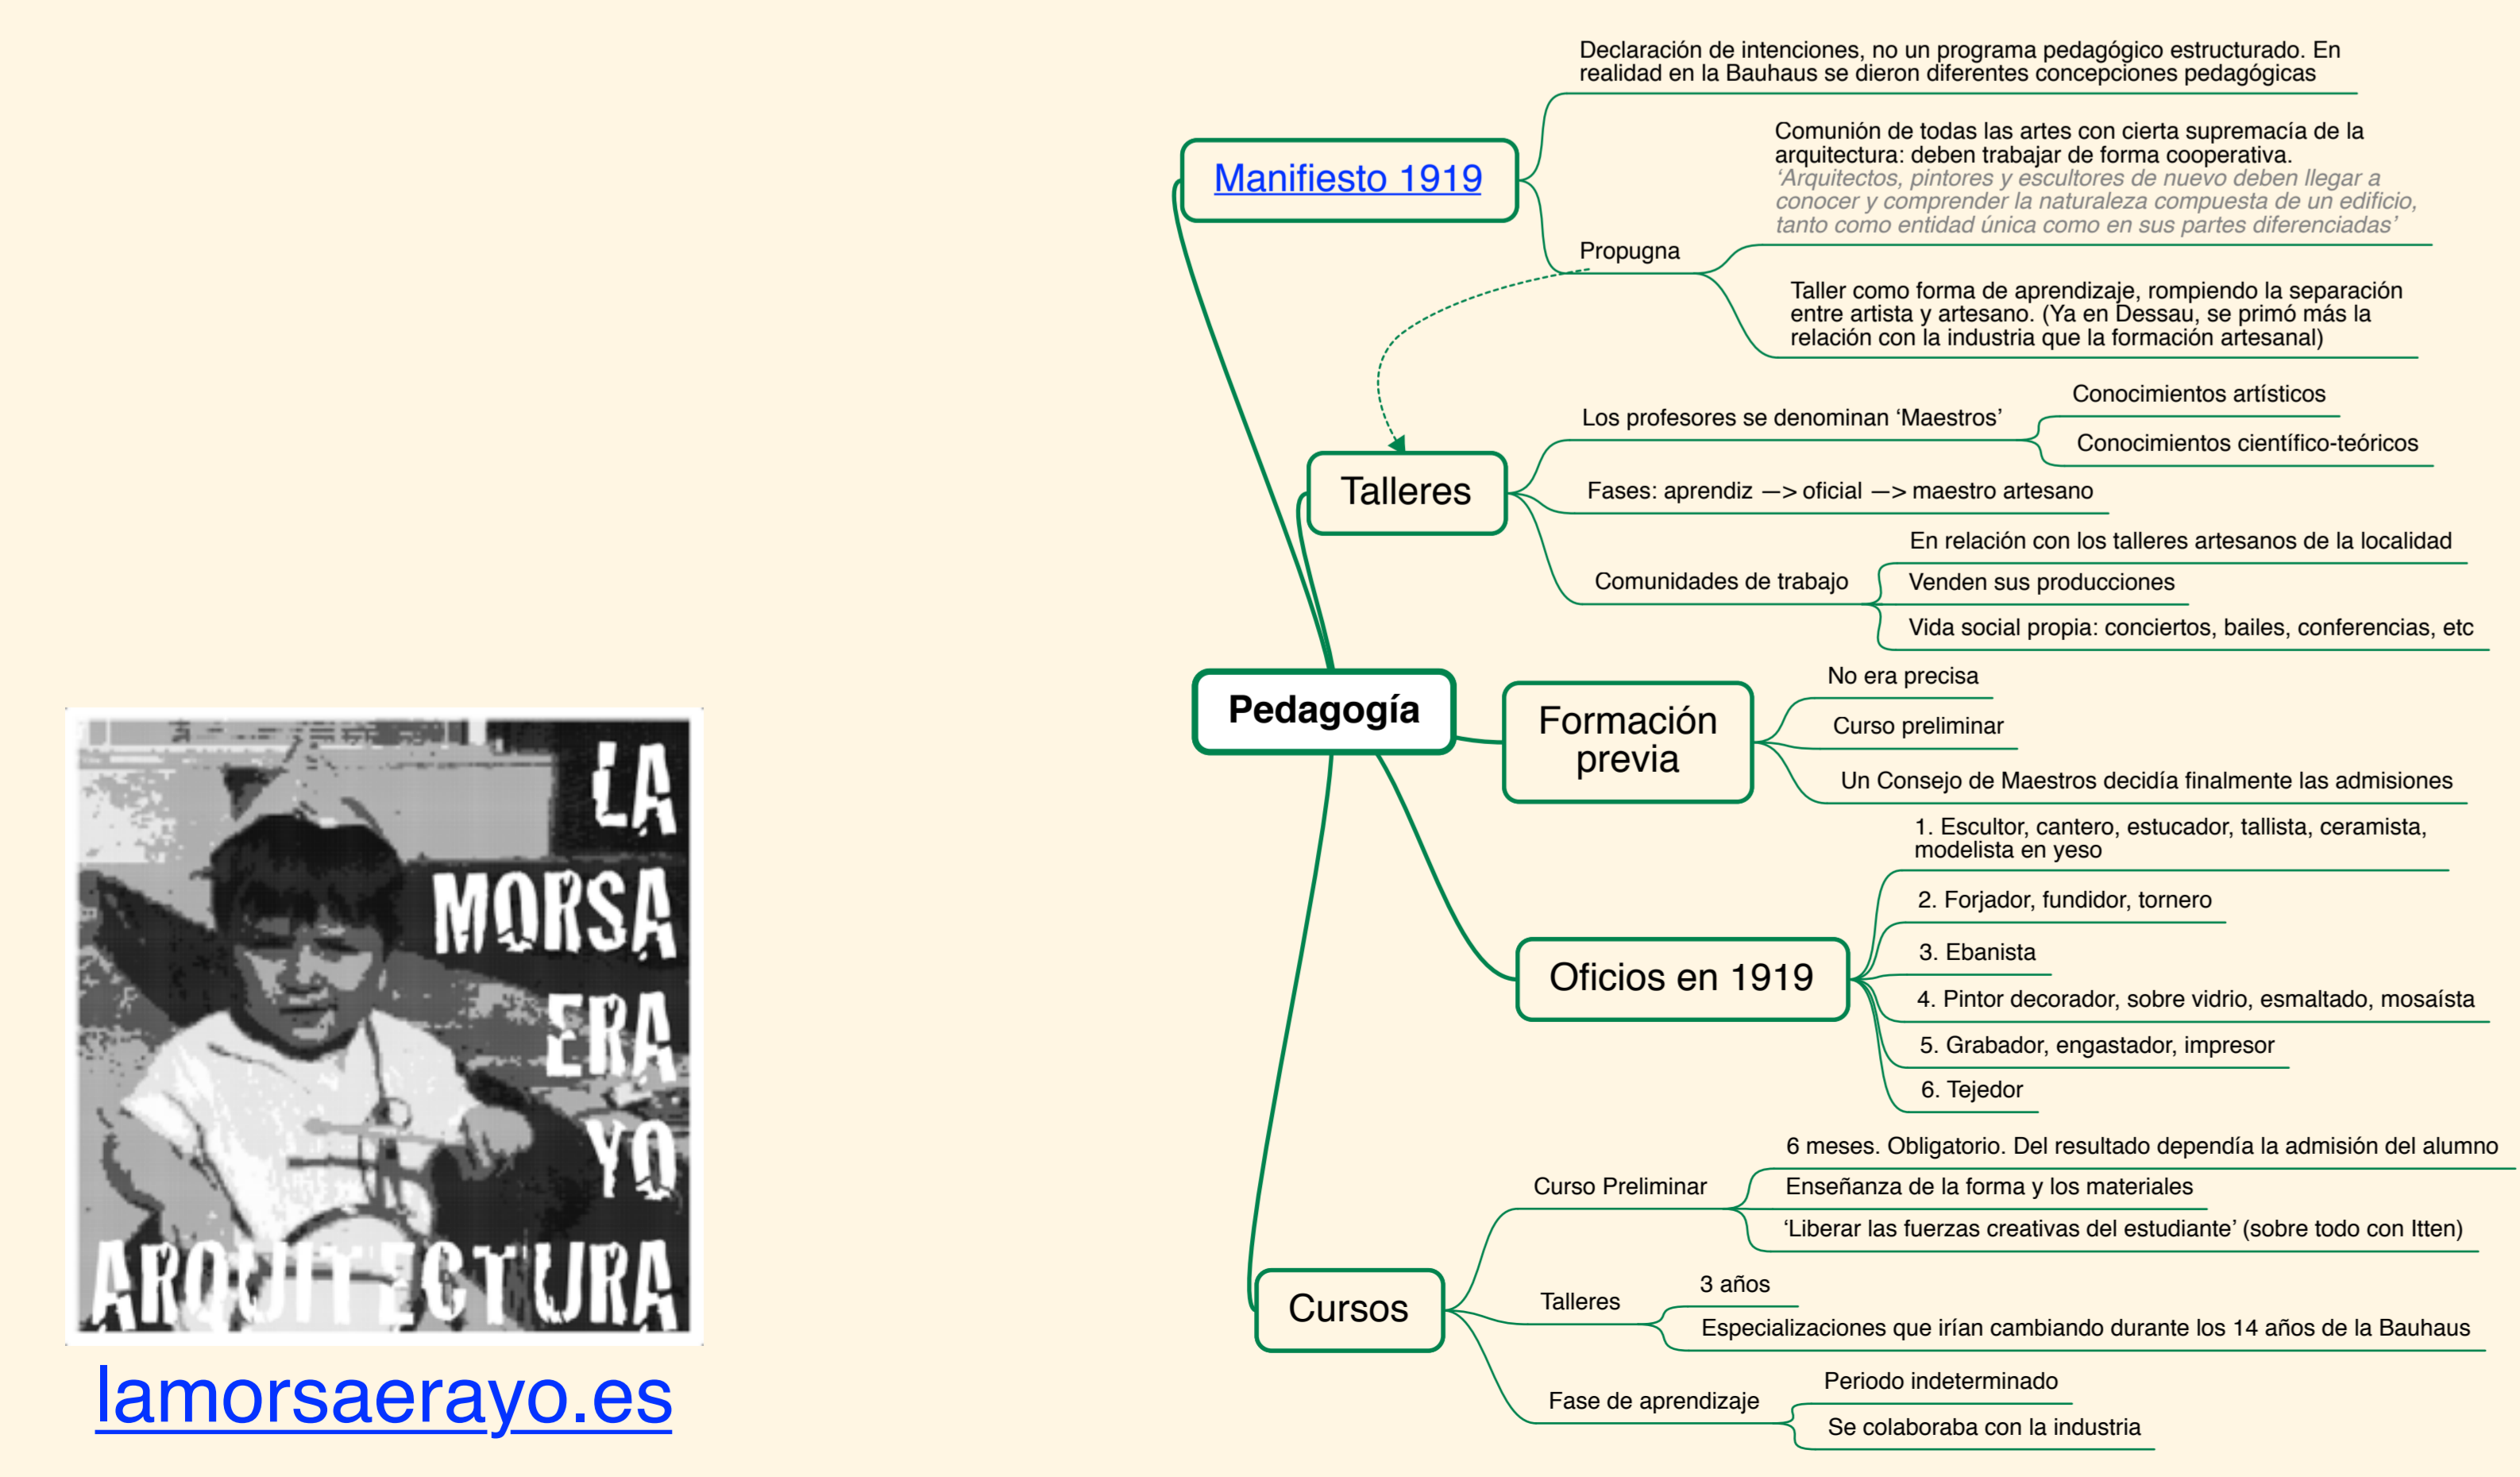 Declaración de intenciones, no un programa pedagógico estructurado. En
realidad en la Bauhaus se dieron diferentes concepciones pedagógicas
Manifiesto 1919
Comunión de todas las artes con cierta supremacía de la
arquitectura: deben trabajar de forma cooperativa.
‘Arquitectos, pintores y escultores de nuevo deben llegar a
conocer y comprender la naturaleza compuesta de un edificio,
tanto como entidad única como en sus partes diferenciadas’
Propugna
Taller como forma de aprendizaje, rompiendo la separación
entre artista y artesano. (Ya en Dessau, se primó más la
relación con la industria que la formación artesanal)
Talleres
Los profesores se denominan ‘Maestros’
Conocimientos artísticos
Conocimientos científico-teóricos
Fases: aprendiz —> oficial —> maestro artesano
Comunidades de trabajo
En relación con los talleres artesanos de la localidad
Venden sus producciones
Vida social propia: conciertos, bailes, conferencias, etc
Pedagogía
Formación
previa
No era precisa
Curso preliminar
Un Consejo de Maestros decidía finalmente las admisiones
Oficios en 1919
1. Escultor, cantero, estucador, tallista, ceramista,
modelista en yeso
2. Forjador, fundidor, tornero
3. Ebanista
4. Pintor decorador, sobre vidrio, esmaltado, mosaísta
5. Grabador, engastador, impresor
6. Tejedor
Cursos
Curso Preliminar
6 meses. Obligatorio. Del resultado dependía la admisión del alumno
Enseñanza de la forma y los materiales
‘Liberar las fuerzas creativas del estudiante’ (sobre todo con Itten)
Talleres
3 años
Especializaciones que irían cambiando durante los 14 años de la Bauhaus
Fase de aprendizaje
Periodo indeterminado
Se colaboraba con la industria
LA
MORSA
ERA
YO
ARQUITECTURA
lamorsaerayo.es